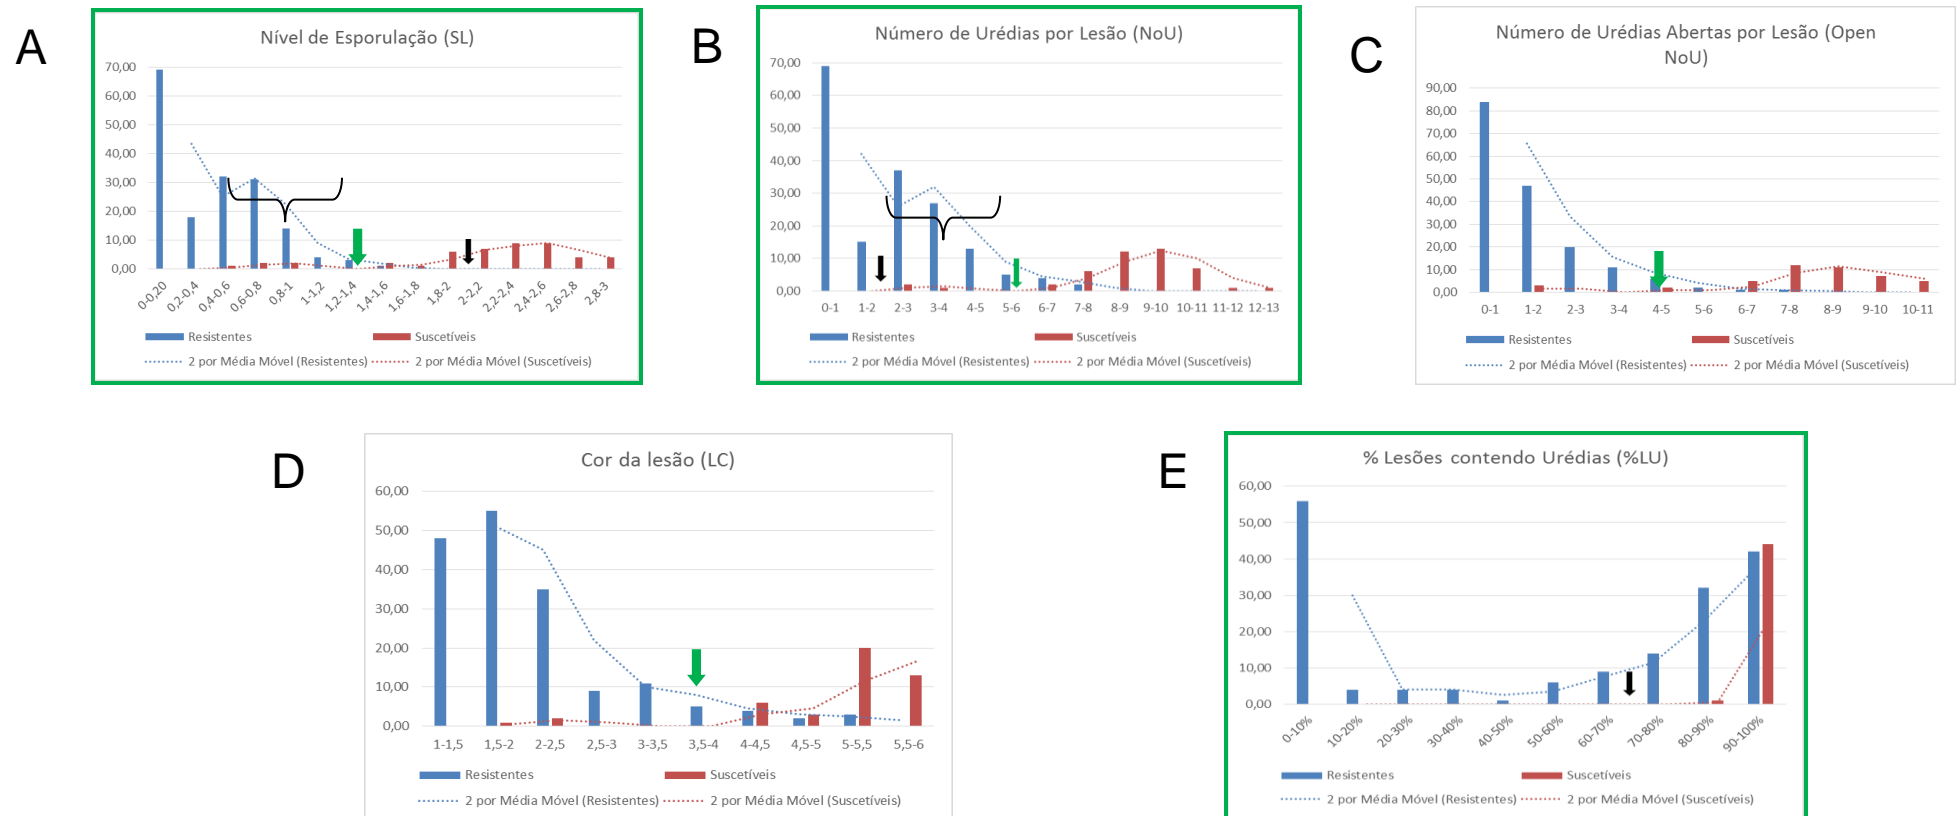 A
Nível de Esporulação (SL)
70,00
60,00
50,00
40,00
30,00
20,00
10,00
0,00
0-0,20
0,2-0,4
0,4-0,6
0,6-0,8
0,8-1
1-1,2
1,2-1,4
1,4-1,6
1,6-1,8
1,8-2
2-2,2
2,2-2,4
2,4-2,6
2,6-2,8
2,8-3
Resistentes Suscetíveis
2 por Média Móvel (Resistentes) 2 por Média Móvel (Suscetíveis)
B
Número de Urédias por Lesão (NoU)
70,00
60,00
50,00
40,00
30,00
20,00
10,00
0,00
0-1 1-2 2-3 3-4 4-5 5-6 6-7 7-8 8-9 9-10 10-11 11-12 12-13
Resistentes Suscetíveis
2 por Média Móvel (Resistentes) 2 por Média Móvel (Suscetíveis)
C
Número de Urédias Abertas por Lesão (Open
NoU)
90,00
80,00
70,00
60,00
50,00
40,00
30,00
20,00
10,00
0,00
0-1 1-2 2-3 3-4 4-5 5-6 6-7 7-8 8-9 9-10 10-11
Resistentes Suscetíveis
2 por Média Móvel (Resistentes) 2 por Média Móvel (Suscetíveis)
D
Cor da lesão (LC)
60,00
50,00
40,00
30,00
20,00
10,00
0,00
1-1,5 1,5-2 2-2,5 2,5-3 3-3,5 3,5-4 4-4,5 4,5-5 5-5,5 5,5-6
Resistentes Suscetíveis
2 por Média Móvel (Resistentes) 2 por Média Móvel (Suscetíveis)
E
% Lesões contendo Urédias (%LU)
60,00
50,00
40,00
30,00
20,00
10,00
0,00
0-10%
10-20%
20-30%
30-40%
40-50%
50-60%
60-70%
70-80%
80-90%
90-100%
Resistentes Suscetíveis
2 por Média Móvel (Resistentes) 2 por Média Móvel (Suscetíveis)